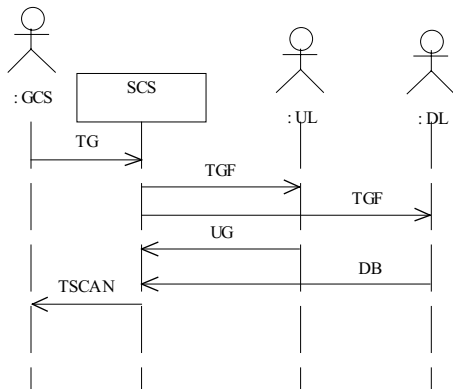 SCS
: GCS
: UL
: DL
TG
TGF
TGF
UG
DB
TSCAN